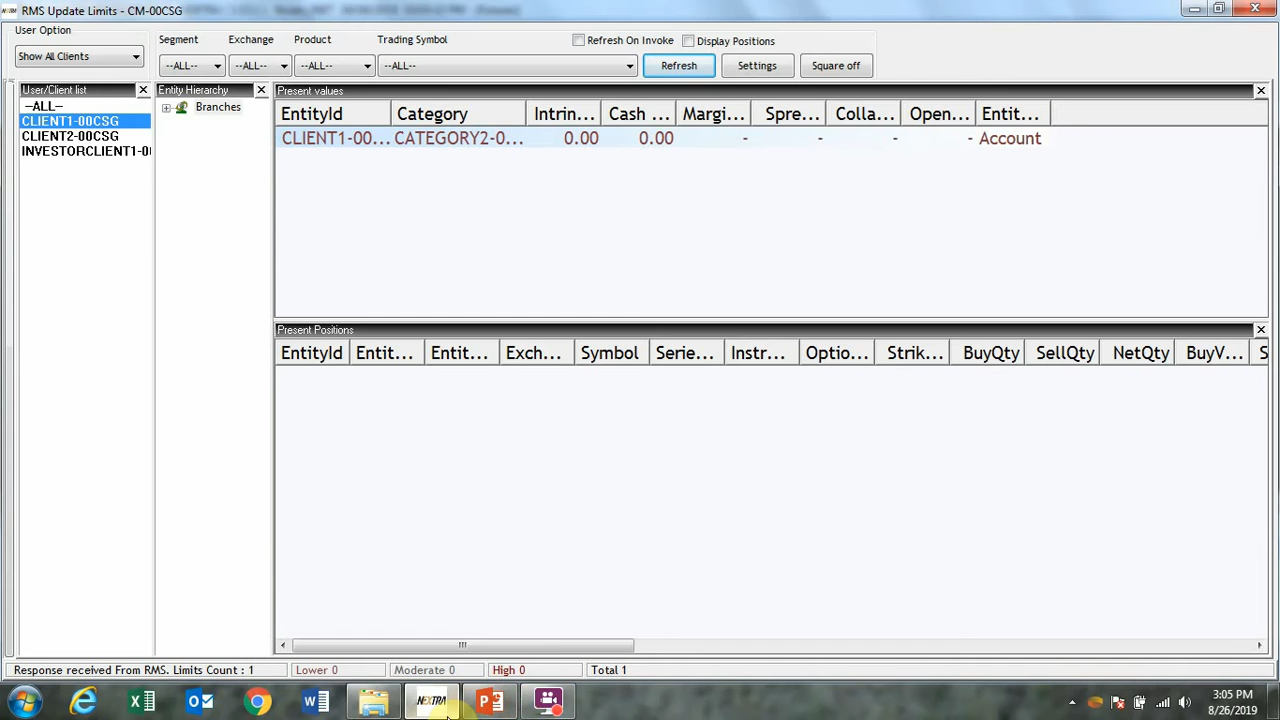 RMS Update Limits - CM-00CSG
User Option
Show All Clients
Segment
--ALL--
Exchange
--ALL--
Product
--ALL--
Trading Symbol
--ALL--
Refresh On Invoke
Display Positions
Refresh
Settings
Square off
User/Client list
--ALL--
CLIENT1-00CSG
CLIENT2-00CSG
INVESTORCLIENT1-0
Entity Hierarchy
Branches
Present values
EntityId Category Intrin... Cash ... Margi... Spre... Colla... Open... Entit...
CLIENT1-00... CATEGORY2-0... 0.00 0.00 - - - - Account
Present Positions
EntityId Entit... Entit... Exch... Symbol Serie... Instr... Optio... Strik... BuyQty SellQty NetQty BuyV... S
Response received From RMS. Limits Count : 1 Lower 0 Moderate 0 High 0 Total 1
NEXTRA
3:05 PM
8/26/2019